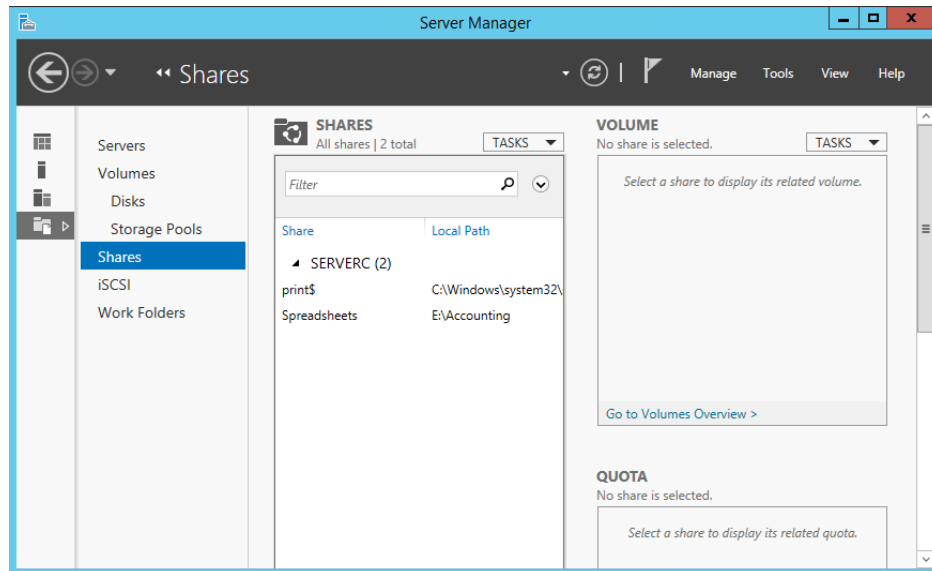 Server Manager
Shares
Manage Tools View Help
Servers
Volumes
Disks
Storage Pools
Shares
iSCSI
Work Folders
SHARES
All shares | 2 total
TASKS
Filter
Share Local Path
SERVERC (2)
print$ C:\Windows\system32\
Spreadsheets E:\Accounting
VOLUME
No share is selected.
TASKS
Select a share to display its related volume.
Go to Volumes Overview >
QUOTA
No share is selected.
Select a share to display its related quota.